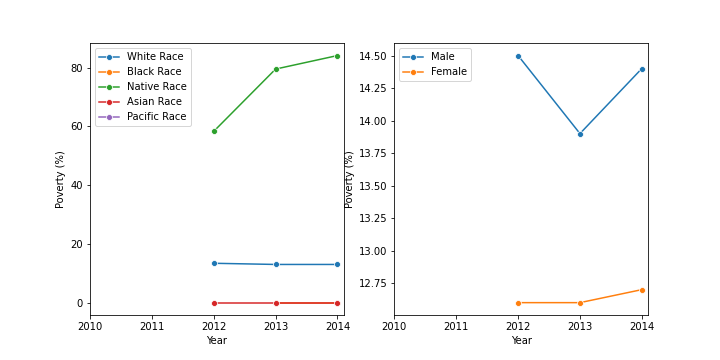 White Race
Black Race
Native Race
Asian Race
Pacific Race
80
60
40
20
0
Poverty (%)
2010 2011 2012 2013 2014
Year
Male
Female
14.50
14.25
14.00
13.75
13.50
13.25
13.00
12.75
Poverty (%)
2010 2011 2012 2013 2014
Year